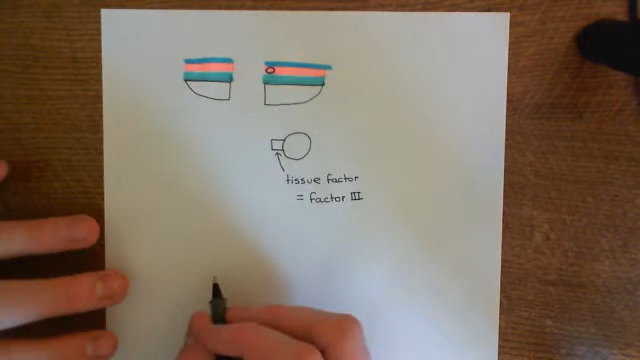 tissue factor
= factor III